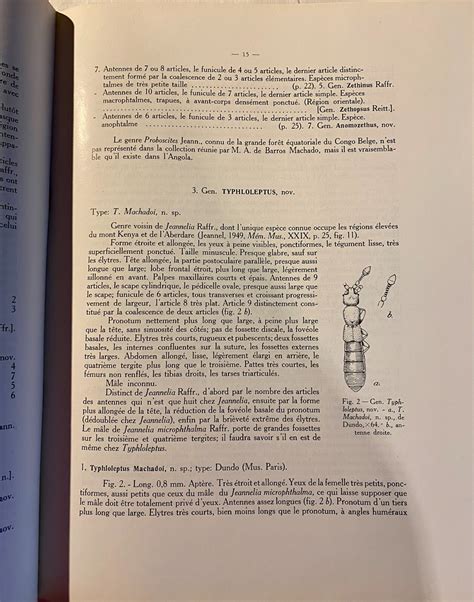 — 15 —
7. Antennes de 7 ou 8 articles, le funicule de 4 ou 5 articles, le dernier article distinc-
tement formé par la coalescence de 2 ou 3 articles élémentaires. Espèces microph-
talmes de très petite taille . . . . . . . . . . (p. 22). 5. Gen. Zethinus Raffr.
- Antennes de 10 articles, le funicule de 7 articles, le dernier article simple. Espèce
macrophtalmes, trapues, à avant-corps densément ponctué. (Région orientale).
. . . . . . . . . . [Gen. Zethopsus Reitt.]
- Antennes de 6 articles, le funicule de 3 articles, le dernier article simple. Espèce
anophtalme . . . . . . . . . . (p. 25). 7. Gen. Anomozethus, nov.
Le genre Proboscites Jeann., connu de la grande forêt équatoriale du Congo Belge, n'est
pas représenté dans la collection réunie par M. A. de Barros Machado, mais il est vraisembla-
ble qu'il existe dans l'Angola.
3. Gen. TYPHLOLEPTUS, nov.
Type: T. Machadoi, n. sp.
Genre voisin de Jeannelia Raffr., dont l'unique espèce connue occupe les régions élevées
du mont Kenya et de l'Aberdare (Jeannel, 1949, Mém. Mus., XXIX, p. 25, fig. 11).
Forme étroite et allongée, les yeux à peine visibles, ponctiformes, le tégument lisse, très
superficiellement ponctué. Taille minuscule. Presque glabre, sauf sur
les élytres. Tête allongée, la partie postoculaire parallèle, presque aussi
longue que large; lobe frontal étroit, plus long que large, légèrement
sillonné en avant. Palpes maxillaires courts et épais. Antennes de 9
articles, le scape cylindrique, le pédicelle ovale, presque aussi long que
le scape; funicule de 6 articles, tous transverses et croissant progressi-
vement de largeur, l'article 8 très plat. Article 9 distinctement consti-
tué par la coalescence de deux articles (fig. 2 b).
Pronotum nettement plus long que large, à peine plus large
que la tête, sans sinuosité des côtés; pas de fossette discale, la fovéole
basale réduite. Elytres très courts, rugueux et pubescents; deux fossettes
basales, les internes confluentes sur la suture, les fossettes externes
très larges. Abdomen allongé, lisse, légèrement élargi en arrière, le
quatrième tergite plus long que le troisième. Pattes très courtes, les
fémurs non renflés, les tibias droits, les tarses triarticulés.
Mâle inconnu.
Distinct de Jeannelia Raffr., d'abord par le nombre des articles
des antennes qui n'est que huit chez Jeannelia, ensuite par la forme
plus allongée de la tête, la réduction de la fovéole basale du pronotum
(dédoublée chez Jeannelia), enfin par la brièveté extrême des élytres.
Le mâle de Jeannelia microphthalma Raffr. porte de grandes fossettes
sur les troisième et quatrième tergites; il faudra savoir s'il en est de
même chez Typhloleptus.
b.
a.
Fig. 2 — Gen. Typh-
loleptus, nov. - a., T.
Machadoi, n. sp., de
Dundo, ×64. - b., an-
tenne droite.
1. Typhloleptus Machadoi, n. sp.; type: Dundo (Mus. Paris).
Fig. 2. - Long. 0,8 mm. Aptère. Très étroit et allongé. Yeux de la femelle très petits, ponc-
tiformes, aussi petits que ceux du mâle du Jeannelia microphthalma, ce qui laisse supposer que
le mâle doit être totalement privé d'yeux. Antennes assez longues (fig. 2 b). Pronotum d'un tiers
plus long que large. Elytres très courts, bien moins longs que le pronotum, à angles huméraux